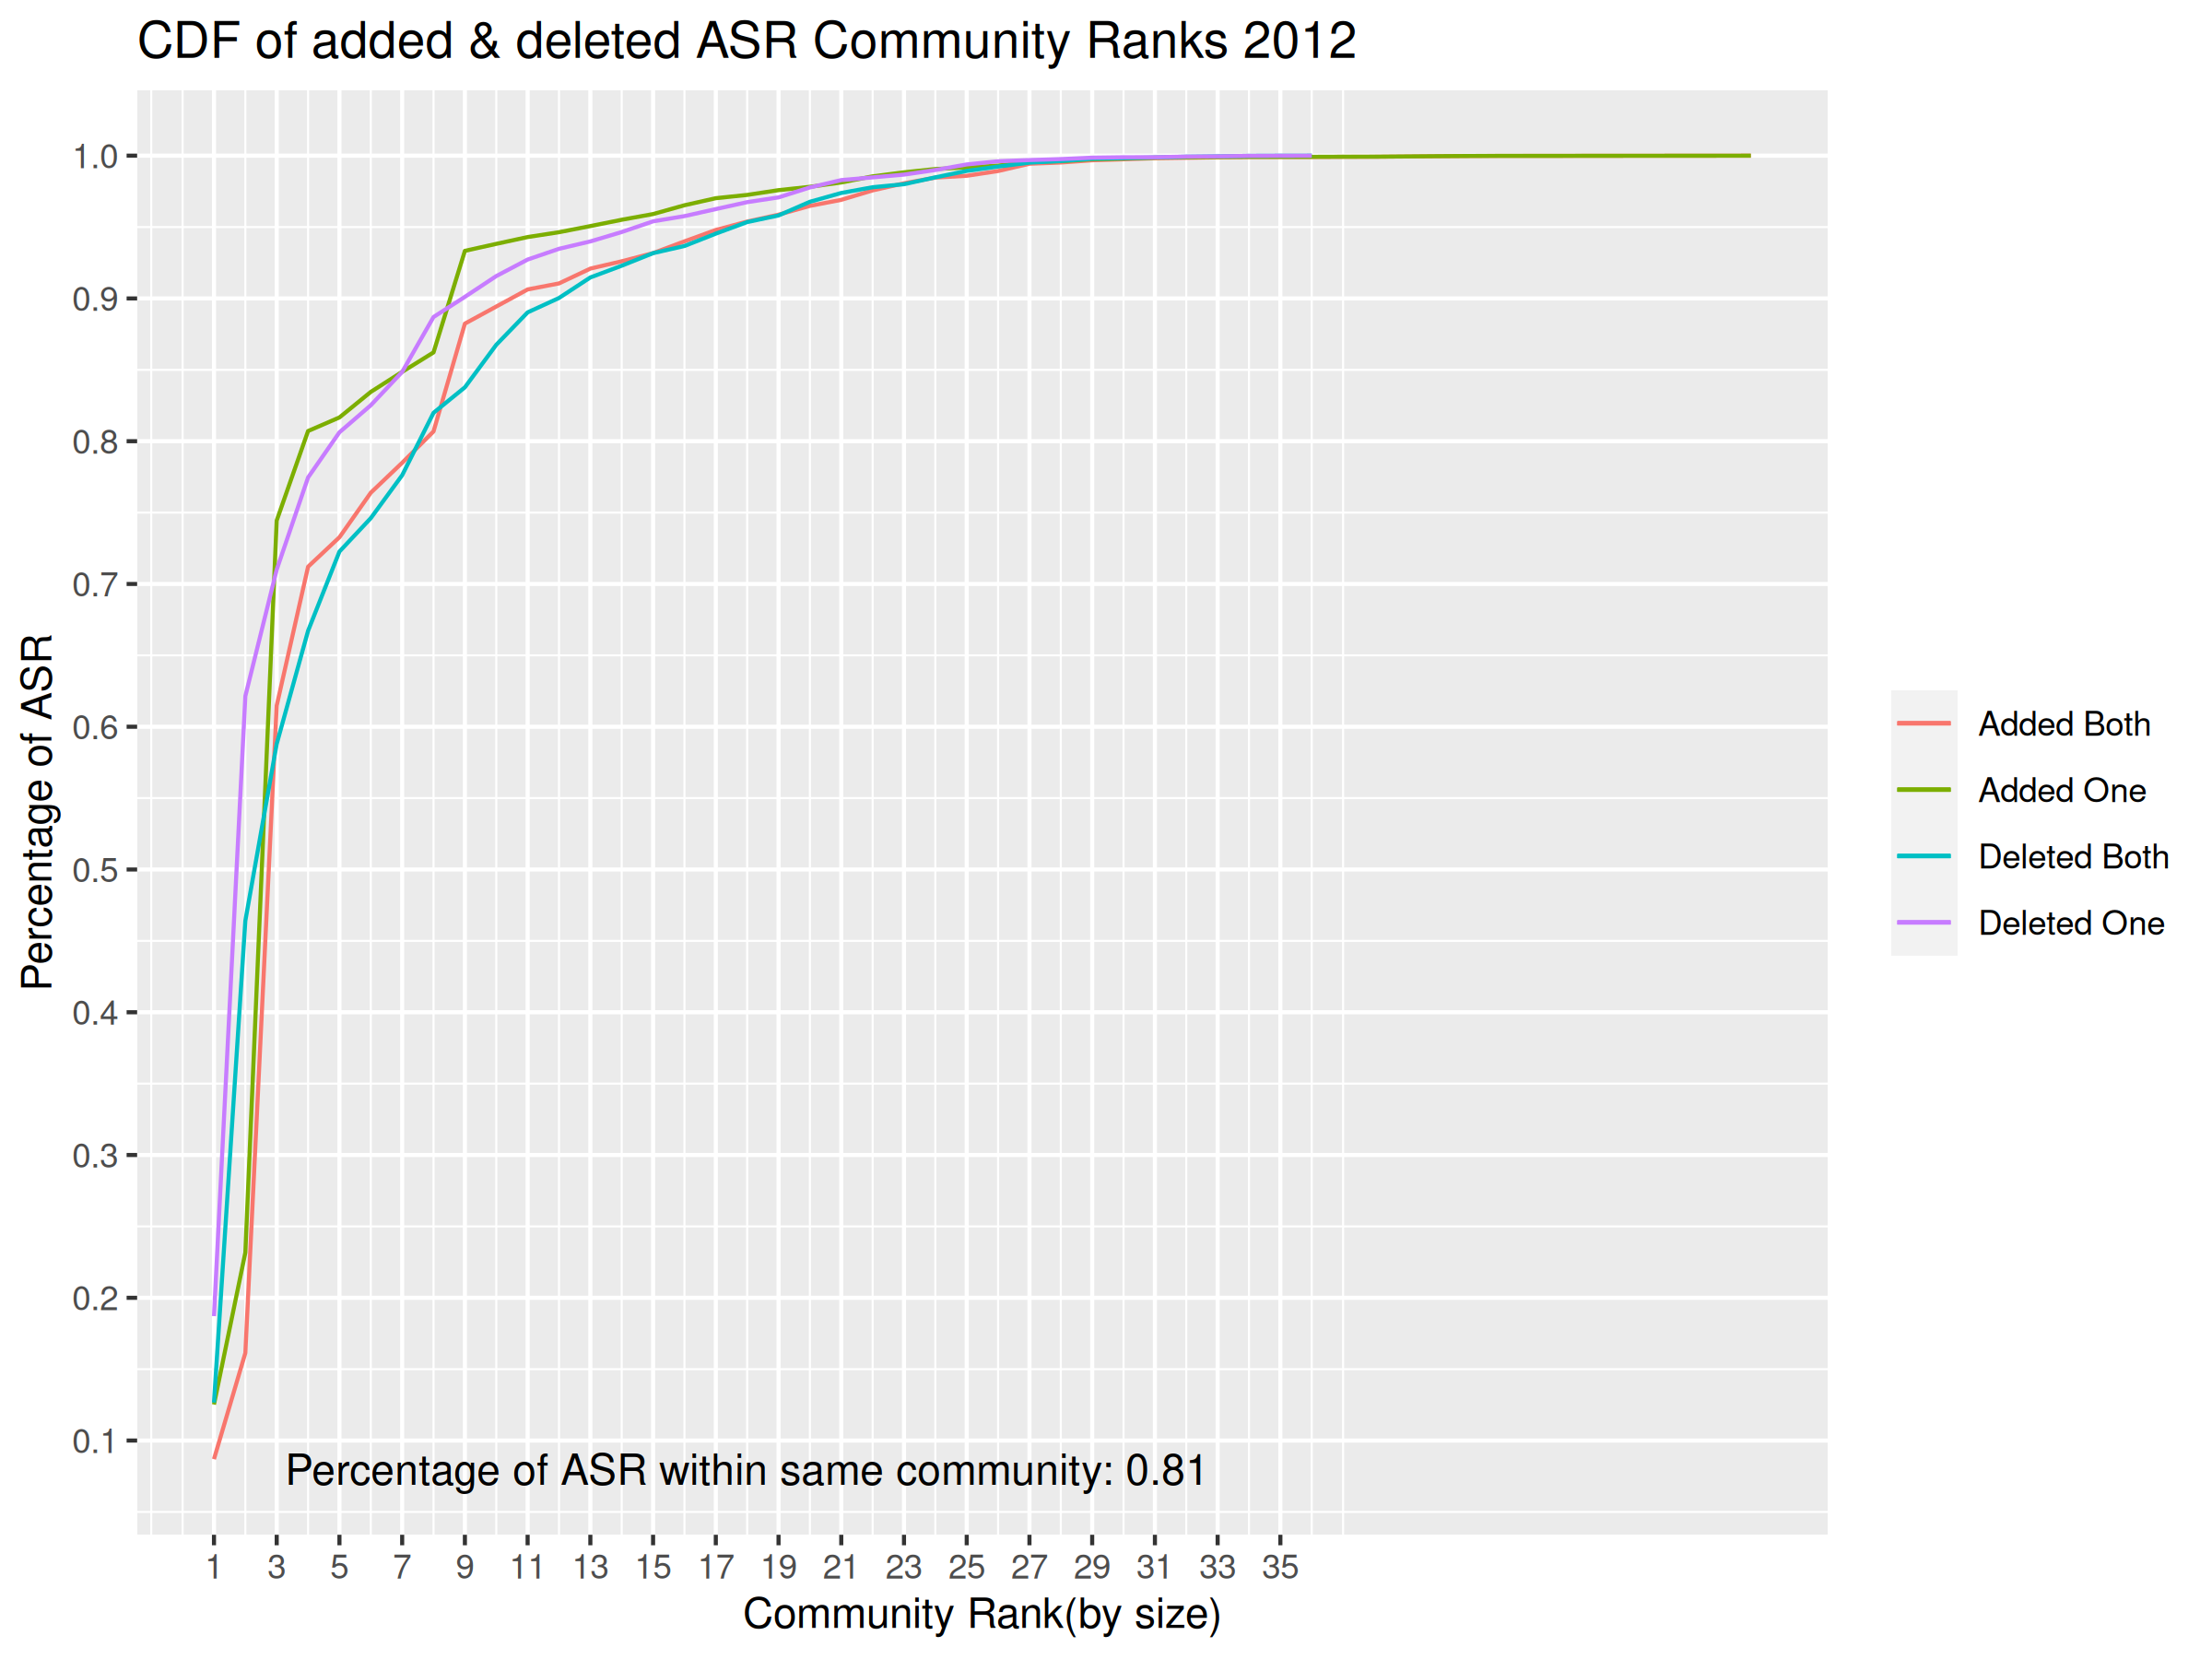 CDF of added & deleted ASR Community Ranks 2012
Percentage of ASR
1.0
0.9
0.8
0.7
0.6
0.5
0.4
0.3
0.2
0.1
Percentage of ASR within same community: 0.81
1 3 5 7 9 11 13 15 17 19 21 23 25 27 29 31 33 35
Community Rank(by size)
Added Both
Added One
Deleted Both
Deleted One